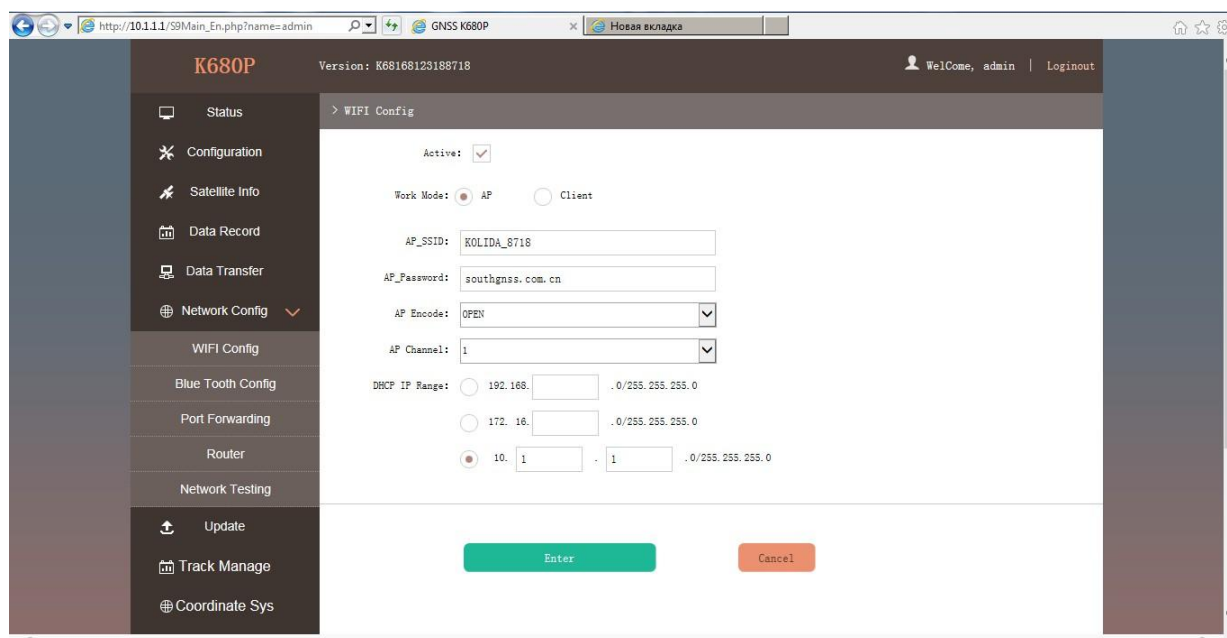 http://10.1.1.1/S9Main_En.php?name=admin
GNSS K680P
Новая вкладка
K680P
Version: K68168123188718
WelCome, admin | Loginout
Status
> WIFI Config
Configuration
Active:
Satellite Info
Work Mode: AP Client
Data Record
AP_SSID: KOLIDA_8718
Data Transfer
AP_Password: southgnss.com.cn
Network Config
AP Encode: OPEN
WIFI Config
AP Channel: 1
Blue Tooth Config
DHCP IP Range: 192.168. .0/255.255.255.0
Port Forwarding
172. 16. .0/255.255.255.0
Router
10. 1 . 1 .0/255.255.255.0
Network Testing
Update
Enter Cancel
Track Manage
Coordinate Sys